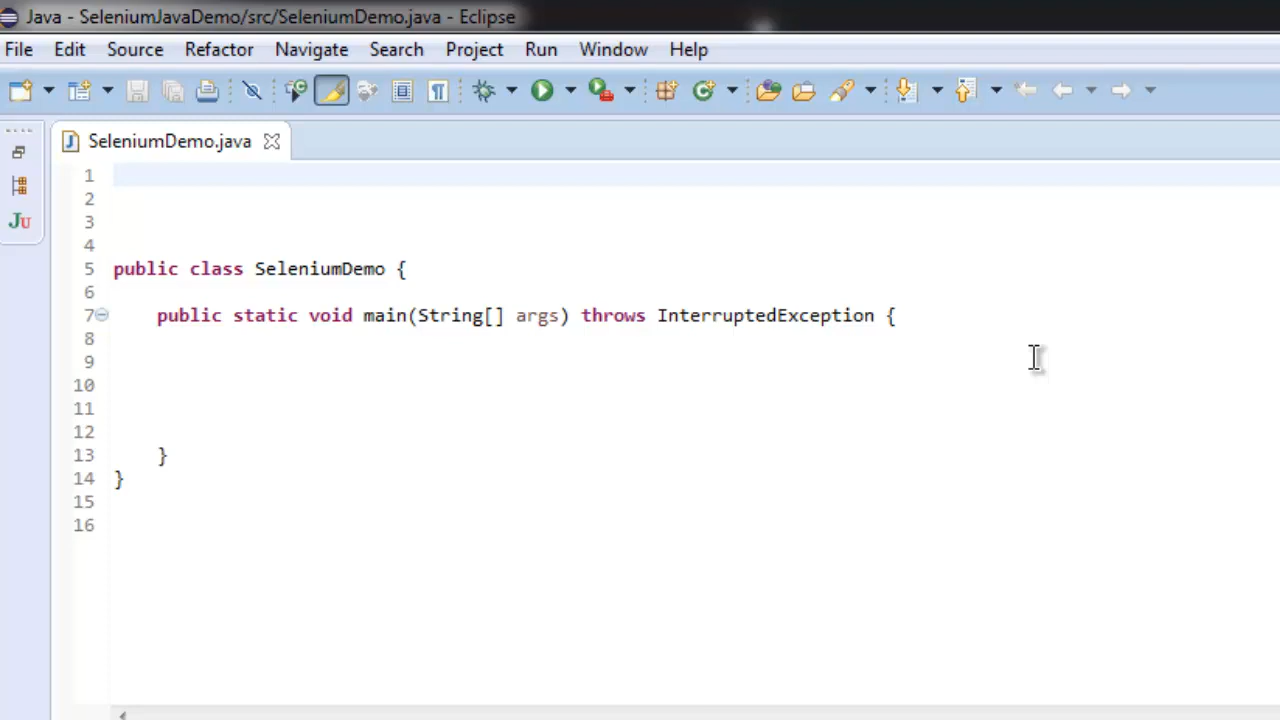 Java - SeleniumJavaDemo/src/SeleniumDemo.java - Eclipse
File Edit Source Refactor Navigate Search Project Run Window Help
SeleniumDemo.java
1
2
3
4
5 public class SeleniumDemo {
6
7 public static void main(String[] args) throws InterruptedException {
8
9
10
11
12
13 }
14 }
15
16
Ju